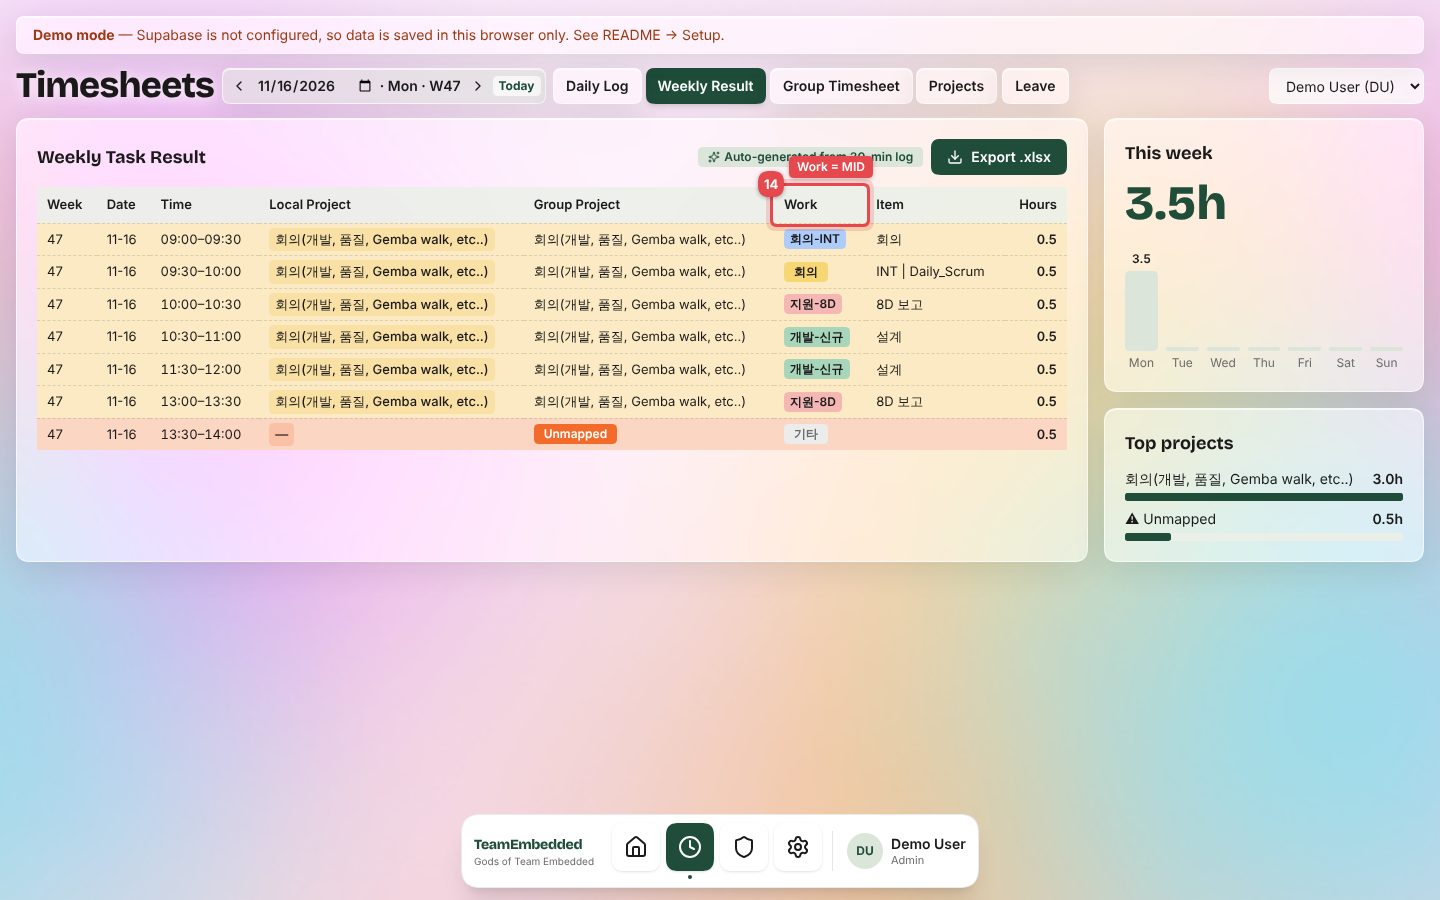 Demo mode — Supabase is not configured, so data is saved in this browser only. See README → Setup.
Timesheets
11/16/2026 · Mon · W47 Today
Daily Log
Weekly Result
Group Timesheet
Projects
Leave
Demo User (DU)
Weekly Task Result
Auto-generated from 30-min log
Export .xlsx
Work = MID
14
Week Date Time Local Project Group Project Work Item Hours
47 11-16 09:00–09:30 회의(개발, 품질, Gemba walk, etc..) 회의(개발, 품질, Gemba walk, etc..) 회의-INT 회의 0.5
47 11-16 09:30–10:00 회의(개발, 품질, Gemba walk, etc..) 회의(개발, 품질, Gemba walk, etc..) 회의 INT | Daily_Scrum 0.5
47 11-16 10:00–10:30 회의(개발, 품질, Gemba walk, etc..) 회의(개발, 품질, Gemba walk, etc..) 지원-8D 8D 보고 0.5
47 11-16 10:30–11:00 회의(개발, 품질, Gemba walk, etc..) 회의(개발, 품질, Gemba walk, etc..) 개발-신규 설계 0.5
47 11-16 11:30–12:00 회의(개발, 품질, Gemba walk, etc..) 회의(개발, 품질, Gemba walk, etc..) 개발-신규 설계 0.5
47 11-16 13:00–13:30 회의(개발, 품질, Gemba walk, etc..) 회의(개발, 품질, Gemba walk, etc..) 지원-8D 8D 보고 0.5
47 11-16 13:30–14:00 — Unmapped 기타 0.5
This week
3.5h
3.5
Mon Tue Wed Thu Fri Sat Sun
Top projects
회의(개발, 품질, Gemba walk, etc..) 3.0h
⚠ Unmapped 0.5h
TeamEmbedded
Gods of Team Embedded
DU
Demo User
Admin